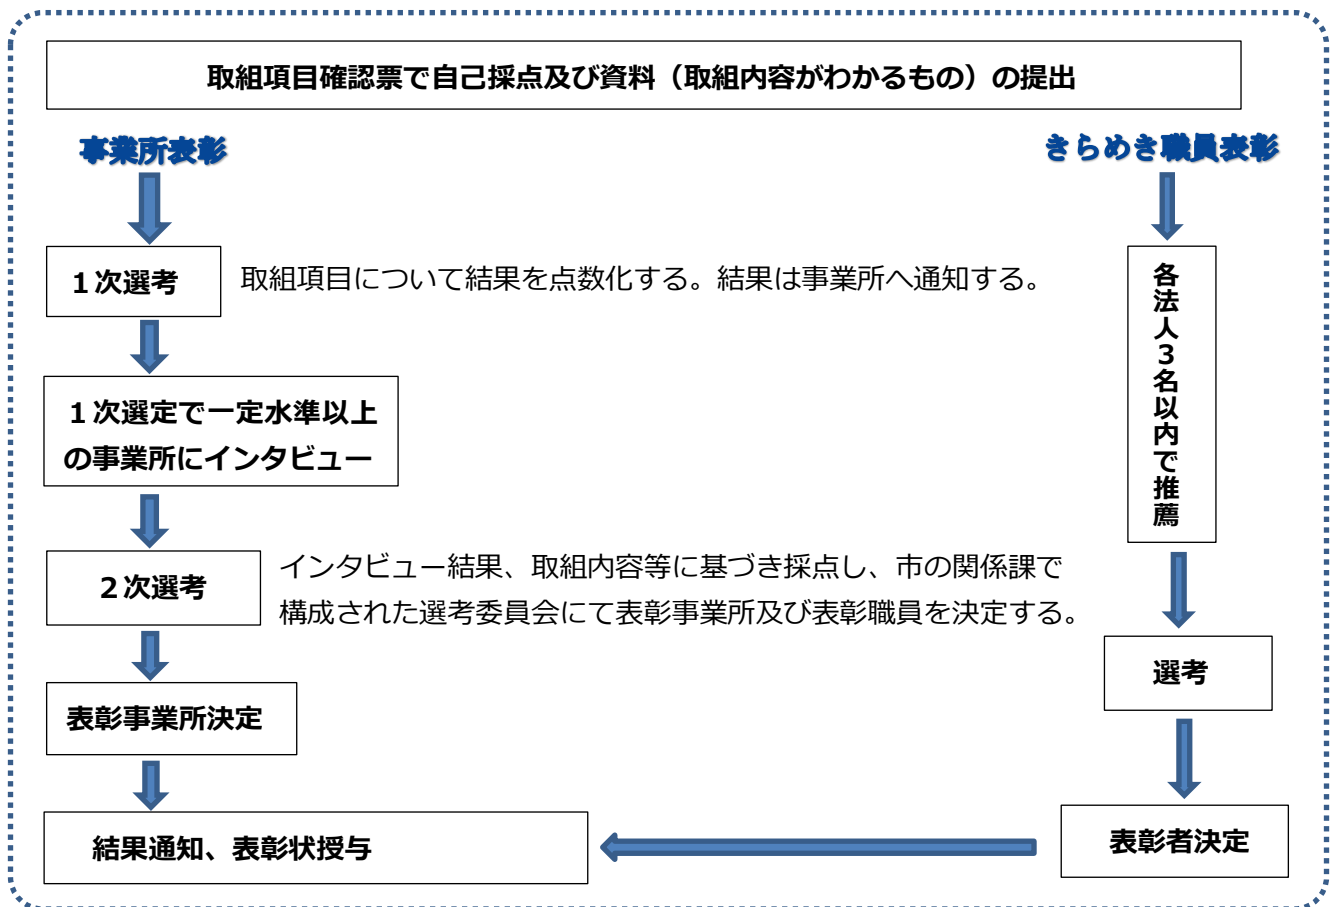 取組項目確認票で自己採点及び資料（取組内容がわかるもの）の提出
事業所表彰
きらめき職員表彰
１次選考
取組項目について結果を点数化する。結果は事業所へ通知する。
各法人３名以内で推薦
１次選定で一定水準以上
の事業所にインタビュー
２次選考
インタビュー結果、取組内容等に基づき採点し、市の関係課で
構成された選考委員会にて表彰事業所及び表彰職員を決定する。
選考
表彰事業所決定
結果通知、表彰状授与
表彰者決定